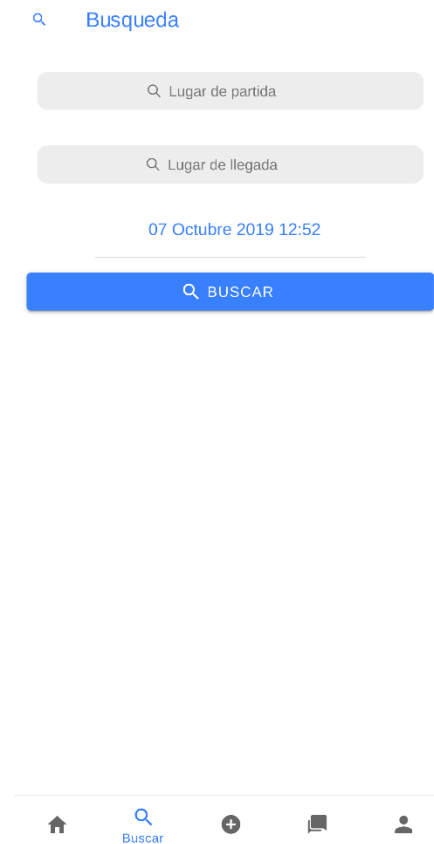 Busqueda
Lugar de partida
Lugar de llegada
07 Octubre 2019 12:52
BUSCAR
Buscar